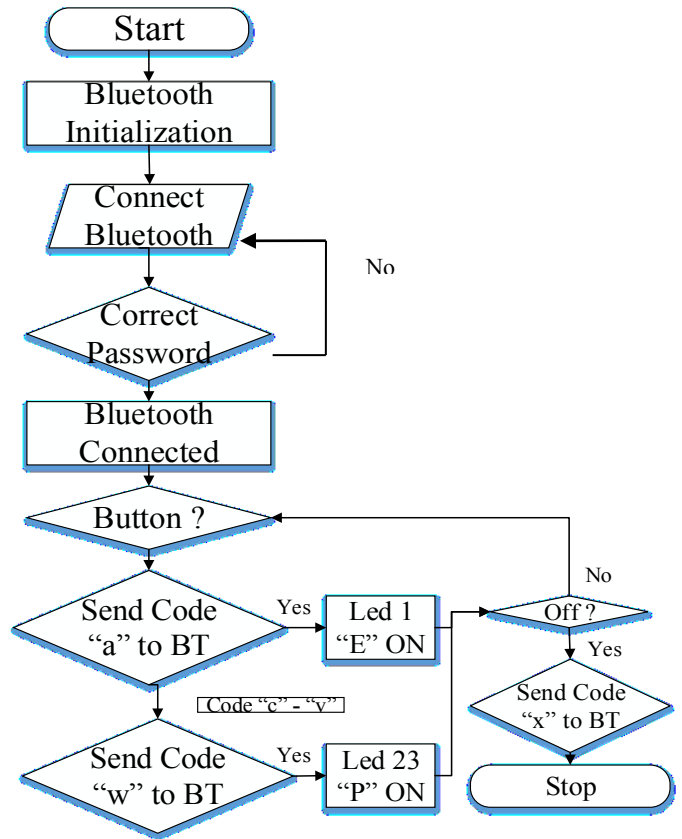 Start
Bluetooth
Initialization
Connect
Bluetooth
No
Correct
Password
Bluetooth
Connected
Button ?
Send Code
“a” to BT
Yes
Led 1
“E” ON
No
Off ?
Yes
Code “c” - “v”
Send Code
“x” to BT
Send Code
“w” to BT
Yes
Led 23
“P” ON
Stop